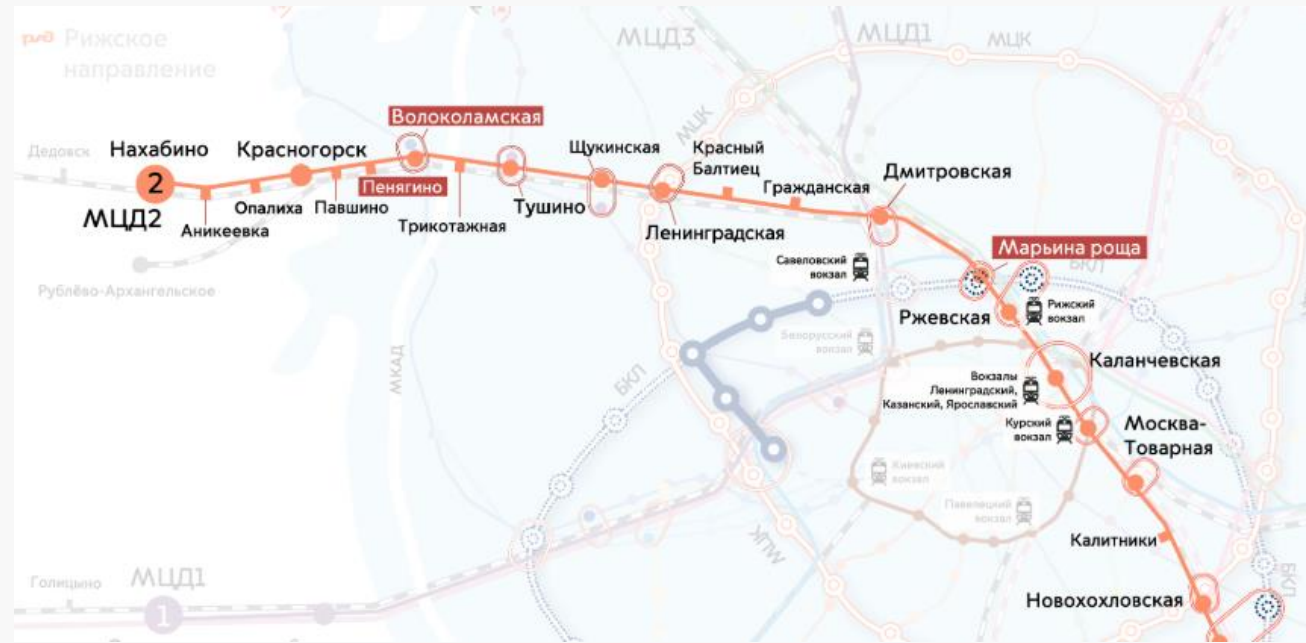 РЖД Рижское
направление
МЦД3
МЦД1
МЦК
МЦК
Волоколамская
Дедовск
Нахабино
Красногорск
Щукинская
Красный
Балтиец
Гражданская
Дмитровская
2
МЦД2
Аникеевка
Опалиха
Павшино
Пенягино
Трикотажная
Тушино
Ленинградская
Марьина роща
БКЛ
Савеловский
вокзал
Рублёво-Архангельское
Ржевская
Рижский
вокзал
МКАД
Белорусский
вокзал
БКЛ
Каланчевская
Вокзалы
Ленинградский,
Казанский, Ярославский
Курский
вокзал
Москва-
Товарная
Киевский
вокзал
Павелецкий
вокзал
МЦК
Калитники
БКЛ
Голицыно
МЦД1
1
Новохохловская